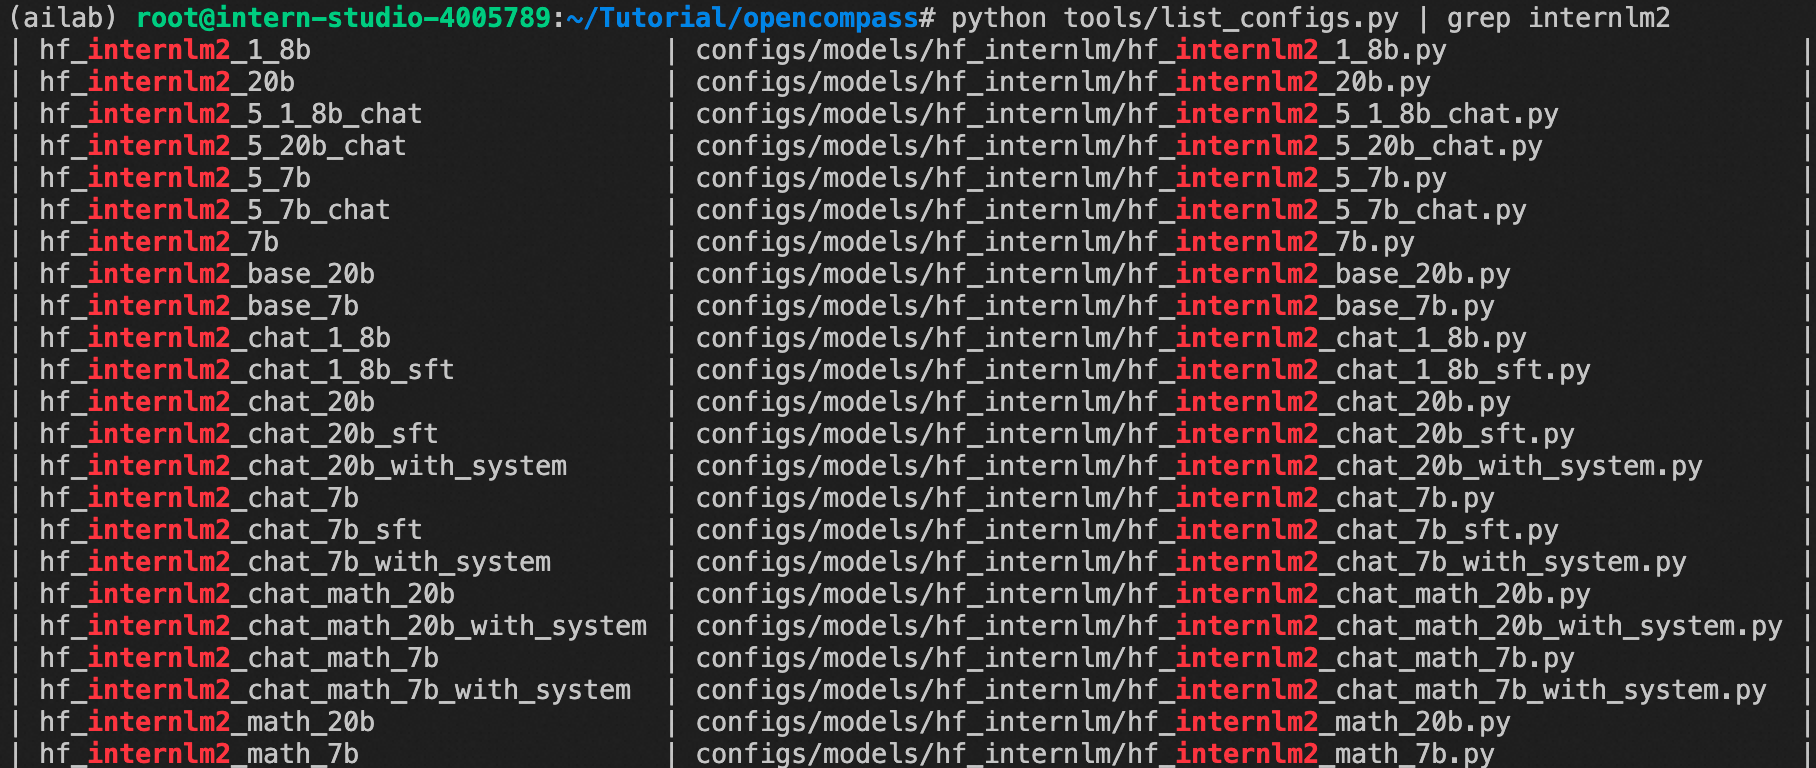 (ailab) root@intern-studio-4005789:~/Tutorial/opencompass# python tools/list_configs.py | grep internlm2
| hf_internlm2_1_8b | configs/models/hf_internlm/hf_internlm2_1_8b.py |
| hf_internlm2_20b | configs/models/hf_internlm/hf_internlm2_20b.py |
| hf_internlm2_5_1_8b_chat | configs/models/hf_internlm/hf_internlm2_5_1_8b_chat.py |
| hf_internlm2_5_20b_chat | configs/models/hf_internlm/hf_internlm2_5_20b_chat.py |
| hf_internlm2_5_7b | configs/models/hf_internlm/hf_internlm2_5_7b.py |
| hf_internlm2_5_7b_chat | configs/models/hf_internlm/hf_internlm2_5_7b_chat.py |
| hf_internlm2_7b | configs/models/hf_internlm/hf_internlm2_7b.py |
| hf_internlm2_base_20b | configs/models/hf_internlm/hf_internlm2_base_20b.py |
| hf_internlm2_base_7b | configs/models/hf_internlm/hf_internlm2_base_7b.py |
| hf_internlm2_chat_1_8b | configs/models/hf_internlm/hf_internlm2_chat_1_8b.py |
| hf_internlm2_chat_1_8b_sft | configs/models/hf_internlm/hf_internlm2_chat_1_8b_sft.py |
| hf_internlm2_chat_20b | configs/models/hf_internlm/hf_internlm2_chat_20b.py |
| hf_internlm2_chat_20b_sft | configs/models/hf_internlm/hf_internlm2_chat_20b_sft.py |
| hf_internlm2_chat_20b_with_system | configs/models/hf_internlm/hf_internlm2_chat_20b_with_system.py |
| hf_internlm2_chat_7b | configs/models/hf_internlm/hf_internlm2_chat_7b.py |
| hf_internlm2_chat_7b_sft | configs/models/hf_internlm/hf_internlm2_chat_7b_sft.py |
| hf_internlm2_chat_7b_with_system | configs/models/hf_internlm/hf_internlm2_chat_7b_with_system.py |
| hf_internlm2_chat_math_20b | configs/models/hf_internlm/hf_internlm2_chat_math_20b.py |
| hf_internlm2_chat_math_20b_with_system | configs/models/hf_internlm/hf_internlm2_chat_math_20b_with_system.py |
| hf_internlm2_chat_math_7b | configs/models/hf_internlm/hf_internlm2_chat_math_7b.py |
| hf_internlm2_chat_math_7b_with_system | configs/models/hf_internlm/hf_internlm2_chat_math_7b_with_system.py |
| hf_internlm2_math_20b | configs/models/hf_internlm/hf_internlm2_math_20b.py |
| hf_internlm2_math_7b | configs/models/hf_internlm/hf_internlm2_math_7b.py |